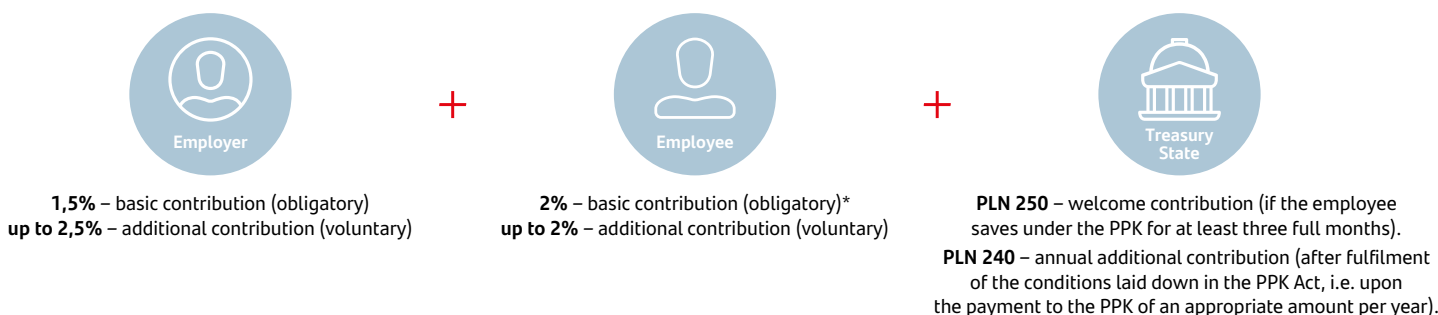 Employer
1,5% – basic contribution (obligatory)
up to 2,5% – additional contribution (voluntary)
+
Employee
2% – basic contribution (obligatory)*
up to 2% – additional contribution (voluntary)
+
Treasury
State
PLN 250 – welcome contribution (if the employee
saves under the PPK for at least three full months).
PLN 240 – annual additional contribution (after fulfilment
of the conditions laid down in the PPK Act, i.e. upon
the payment to the PPK of an appropriate amount per year).